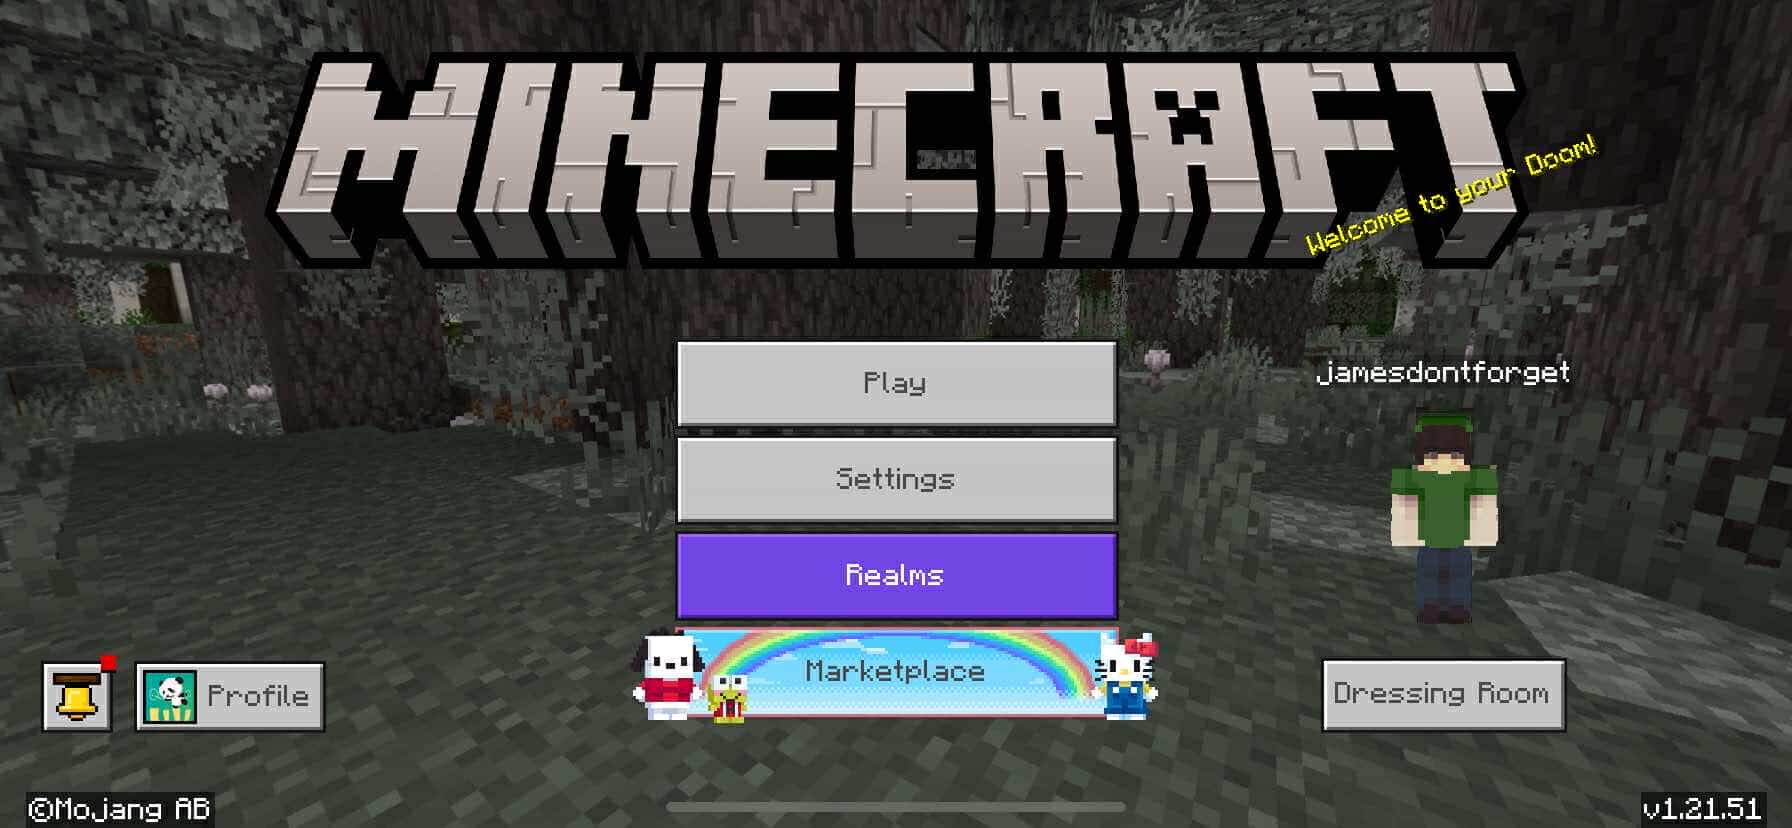 MINECRAFT
Welcome to your Doom!
Play
jamesdontforget
Settings
Realms
Marketplace
Profile
Dressing Room
©Mojang AB
v1.21.51